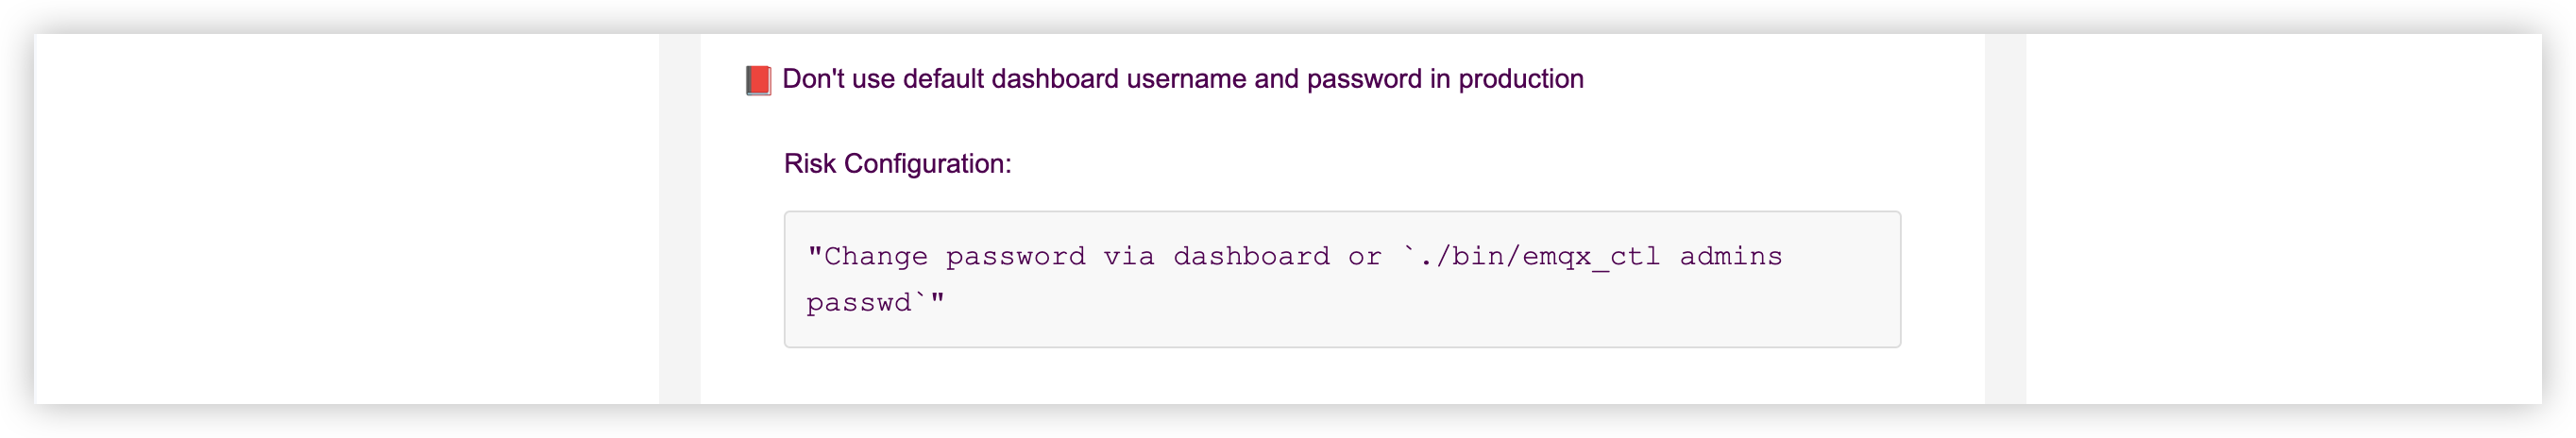 Don't use default dashboard username and password in production
Risk Configuration:
"Change password via dashboard or `./bin/emqx_ctl admins
passwd`"